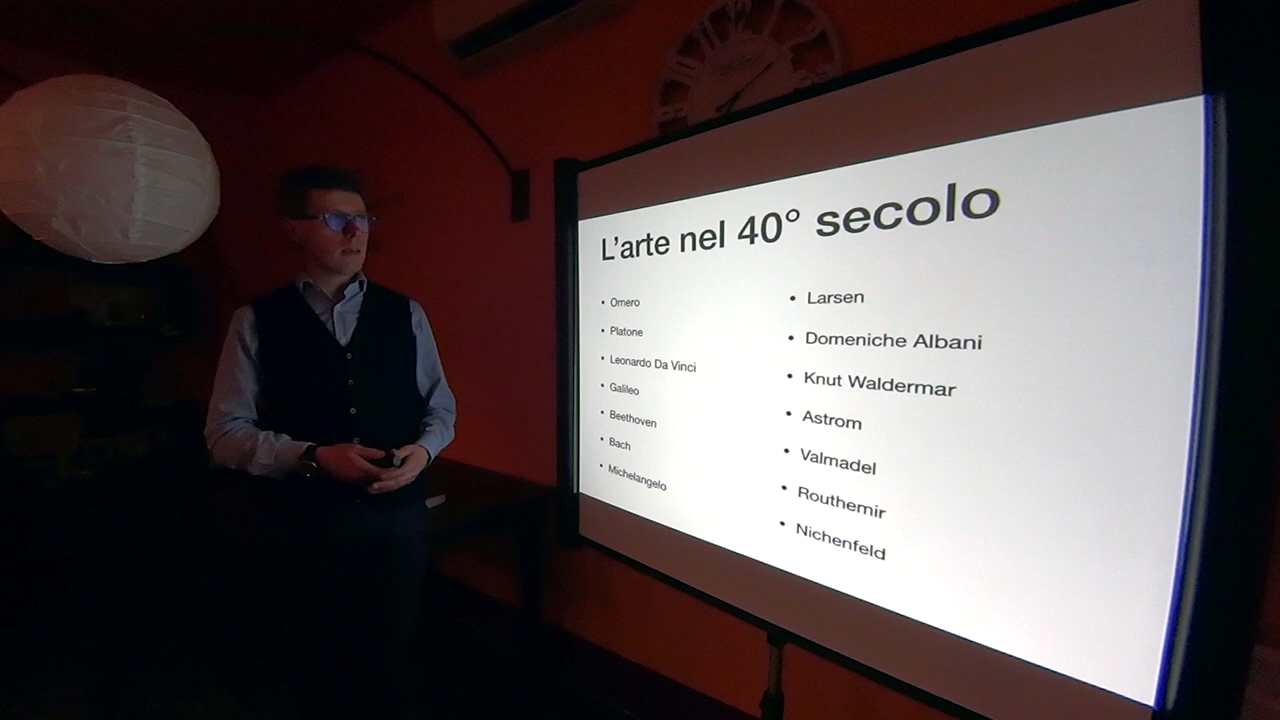 L'arte nel 40° secolo
• Omero
• Platone
• Leonardo Da Vinci
• Galileo
• Beethoven
• Bach
• Michelangelo
• Larsen
• Domeniche Albani
• Knut Waldermar
• Astrom
• Valmadel
• Routhemir
• Nichenfeld